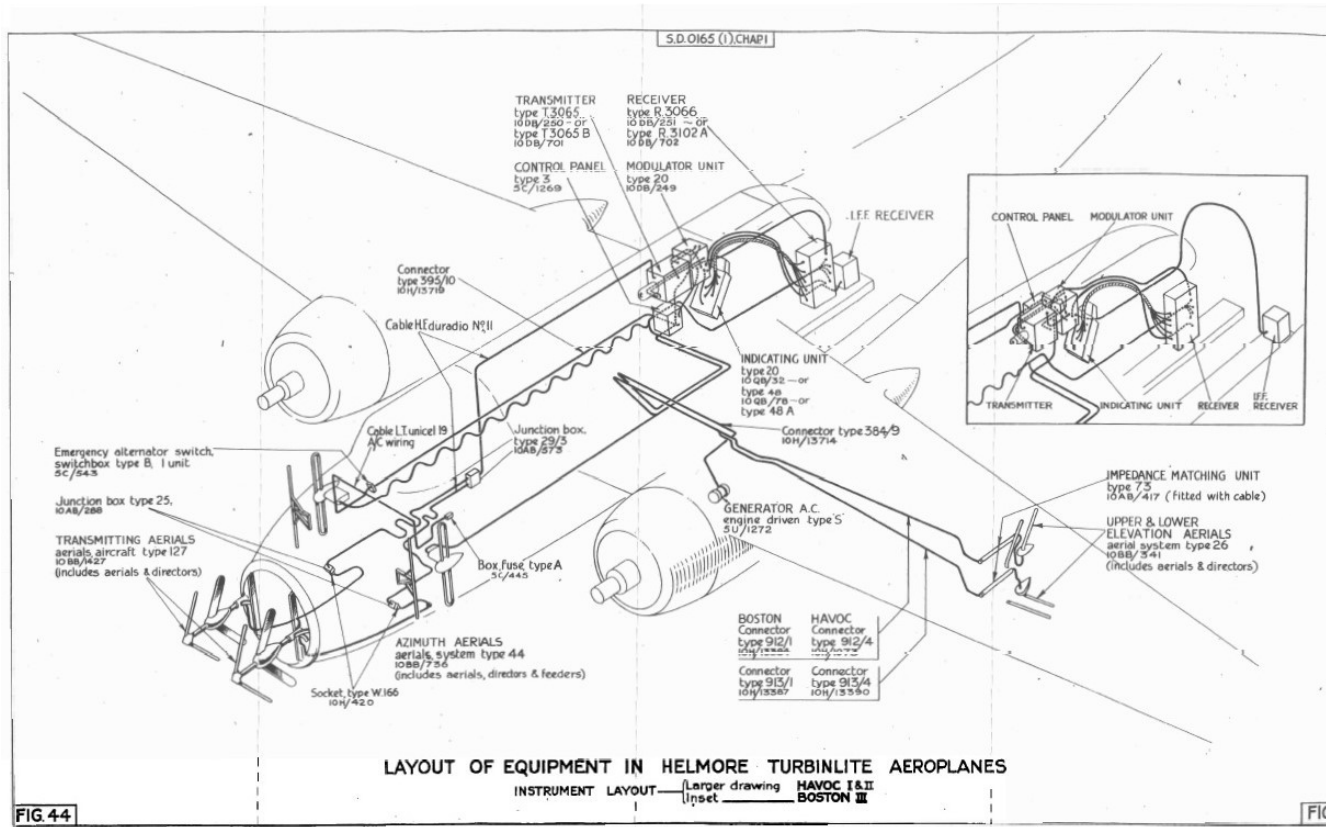 S.D.0165 (1), CHAP 1
TRANSMITTER
type T.3065
10DB/250 – or
type T3065 B
10DB/701
RECEIVER
type R.3066
10DB/251 – or
type R.3102 A
10DB/702
CONTROL PANEL
type 3
5C/1269
MODULATOR UNIT
type 20
10DB/249
I.F.F. RECEIVER
Connector
type 395/10
10H/13719
Cable H.F. duradio Nº 11
INDICATING UNIT
type 20
10QB/32 – or
type 48
10QB/78 – or
type 48 A
Cable L.T. unicel 19
A/C wiring
Junction box,
type 29/3
10AB/573
Connector type 384/9
10H/13714
Emergency alternator switch,
switchbox type B, 1 unit
5C/543
Junction box type 25,
10AB/288
TRANSMITTING AERIALS
aerials, aircraft type 127
10BB/1427
(includes aerials & directors)
GENERATOR A.C.
engine driven type 'S'
5U/1272
Box, fuse, type A
5C/445
AZIMUTH AERIALS
aerials, system type 44
10BB/736
(includes aerials, directors & feeders)
Socket, type W.166
10H/420
IMPEDANCE MATCHING UNIT
type 73
10AB/417 (fitted with cable)
UPPER & LOWER
ELEVATION AERIALS
aerial system type 26
10BB/341
(includes aerials & directors)
BOSTON
Connector
type 912/1
HAVOC
Connector
type 912/4
Connector
type 913/1
10H/13387
Connector
type 913/4
10H/13390
CONTROL PANEL
MODULATOR UNIT
TRANSMITTER
INDICATING UNIT
RECEIVER
I.F.F.
RECEIVER
LAYOUT OF EQUIPMENT IN HELMORE TURBINLITE AEROPLANES
INSTRUMENT LAYOUT — Larger drawing HAVOC I & II
Inset BOSTON III
FIG. 44
FIG